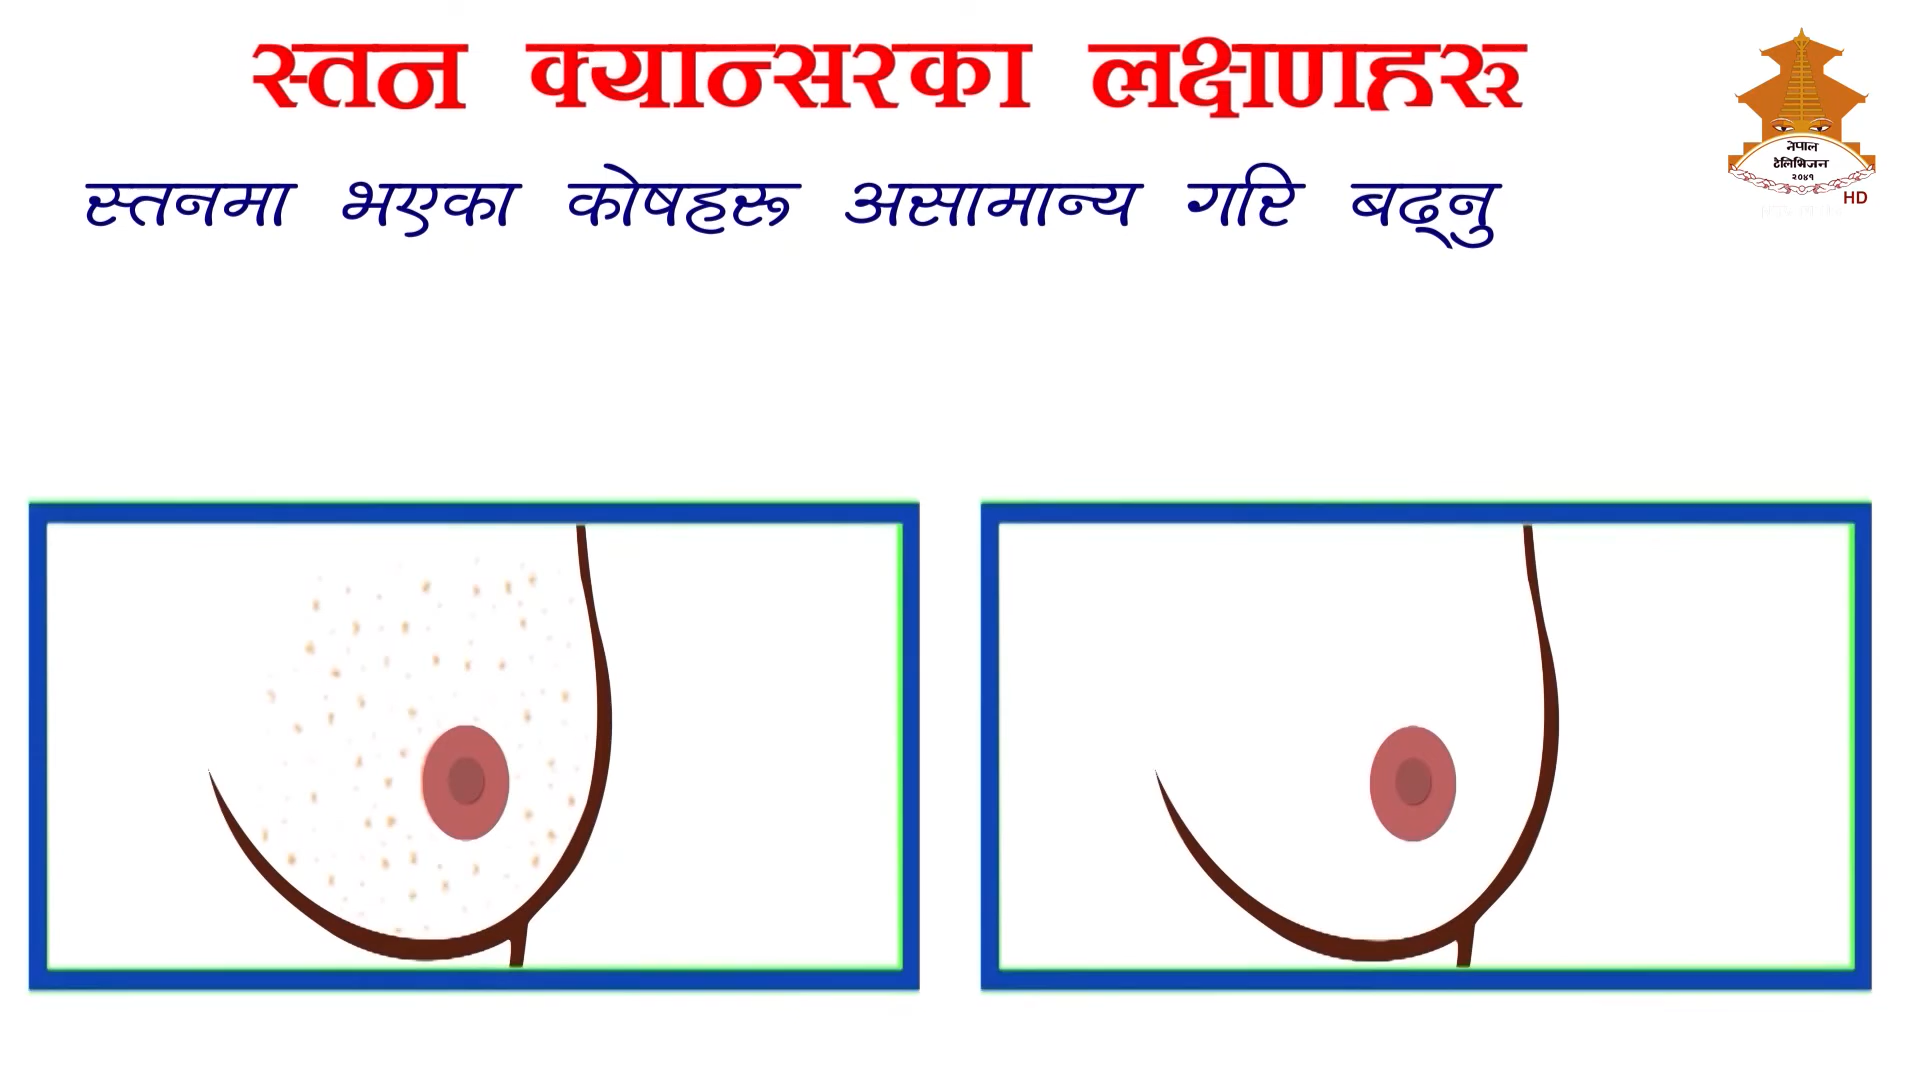 स्तन क्यान्सरका लक्षणहरु
स्तनमा भएका कोषहरू असामान्य गरि बढ्नु
नेपाल
टेलिभिजन
२०४१
HD